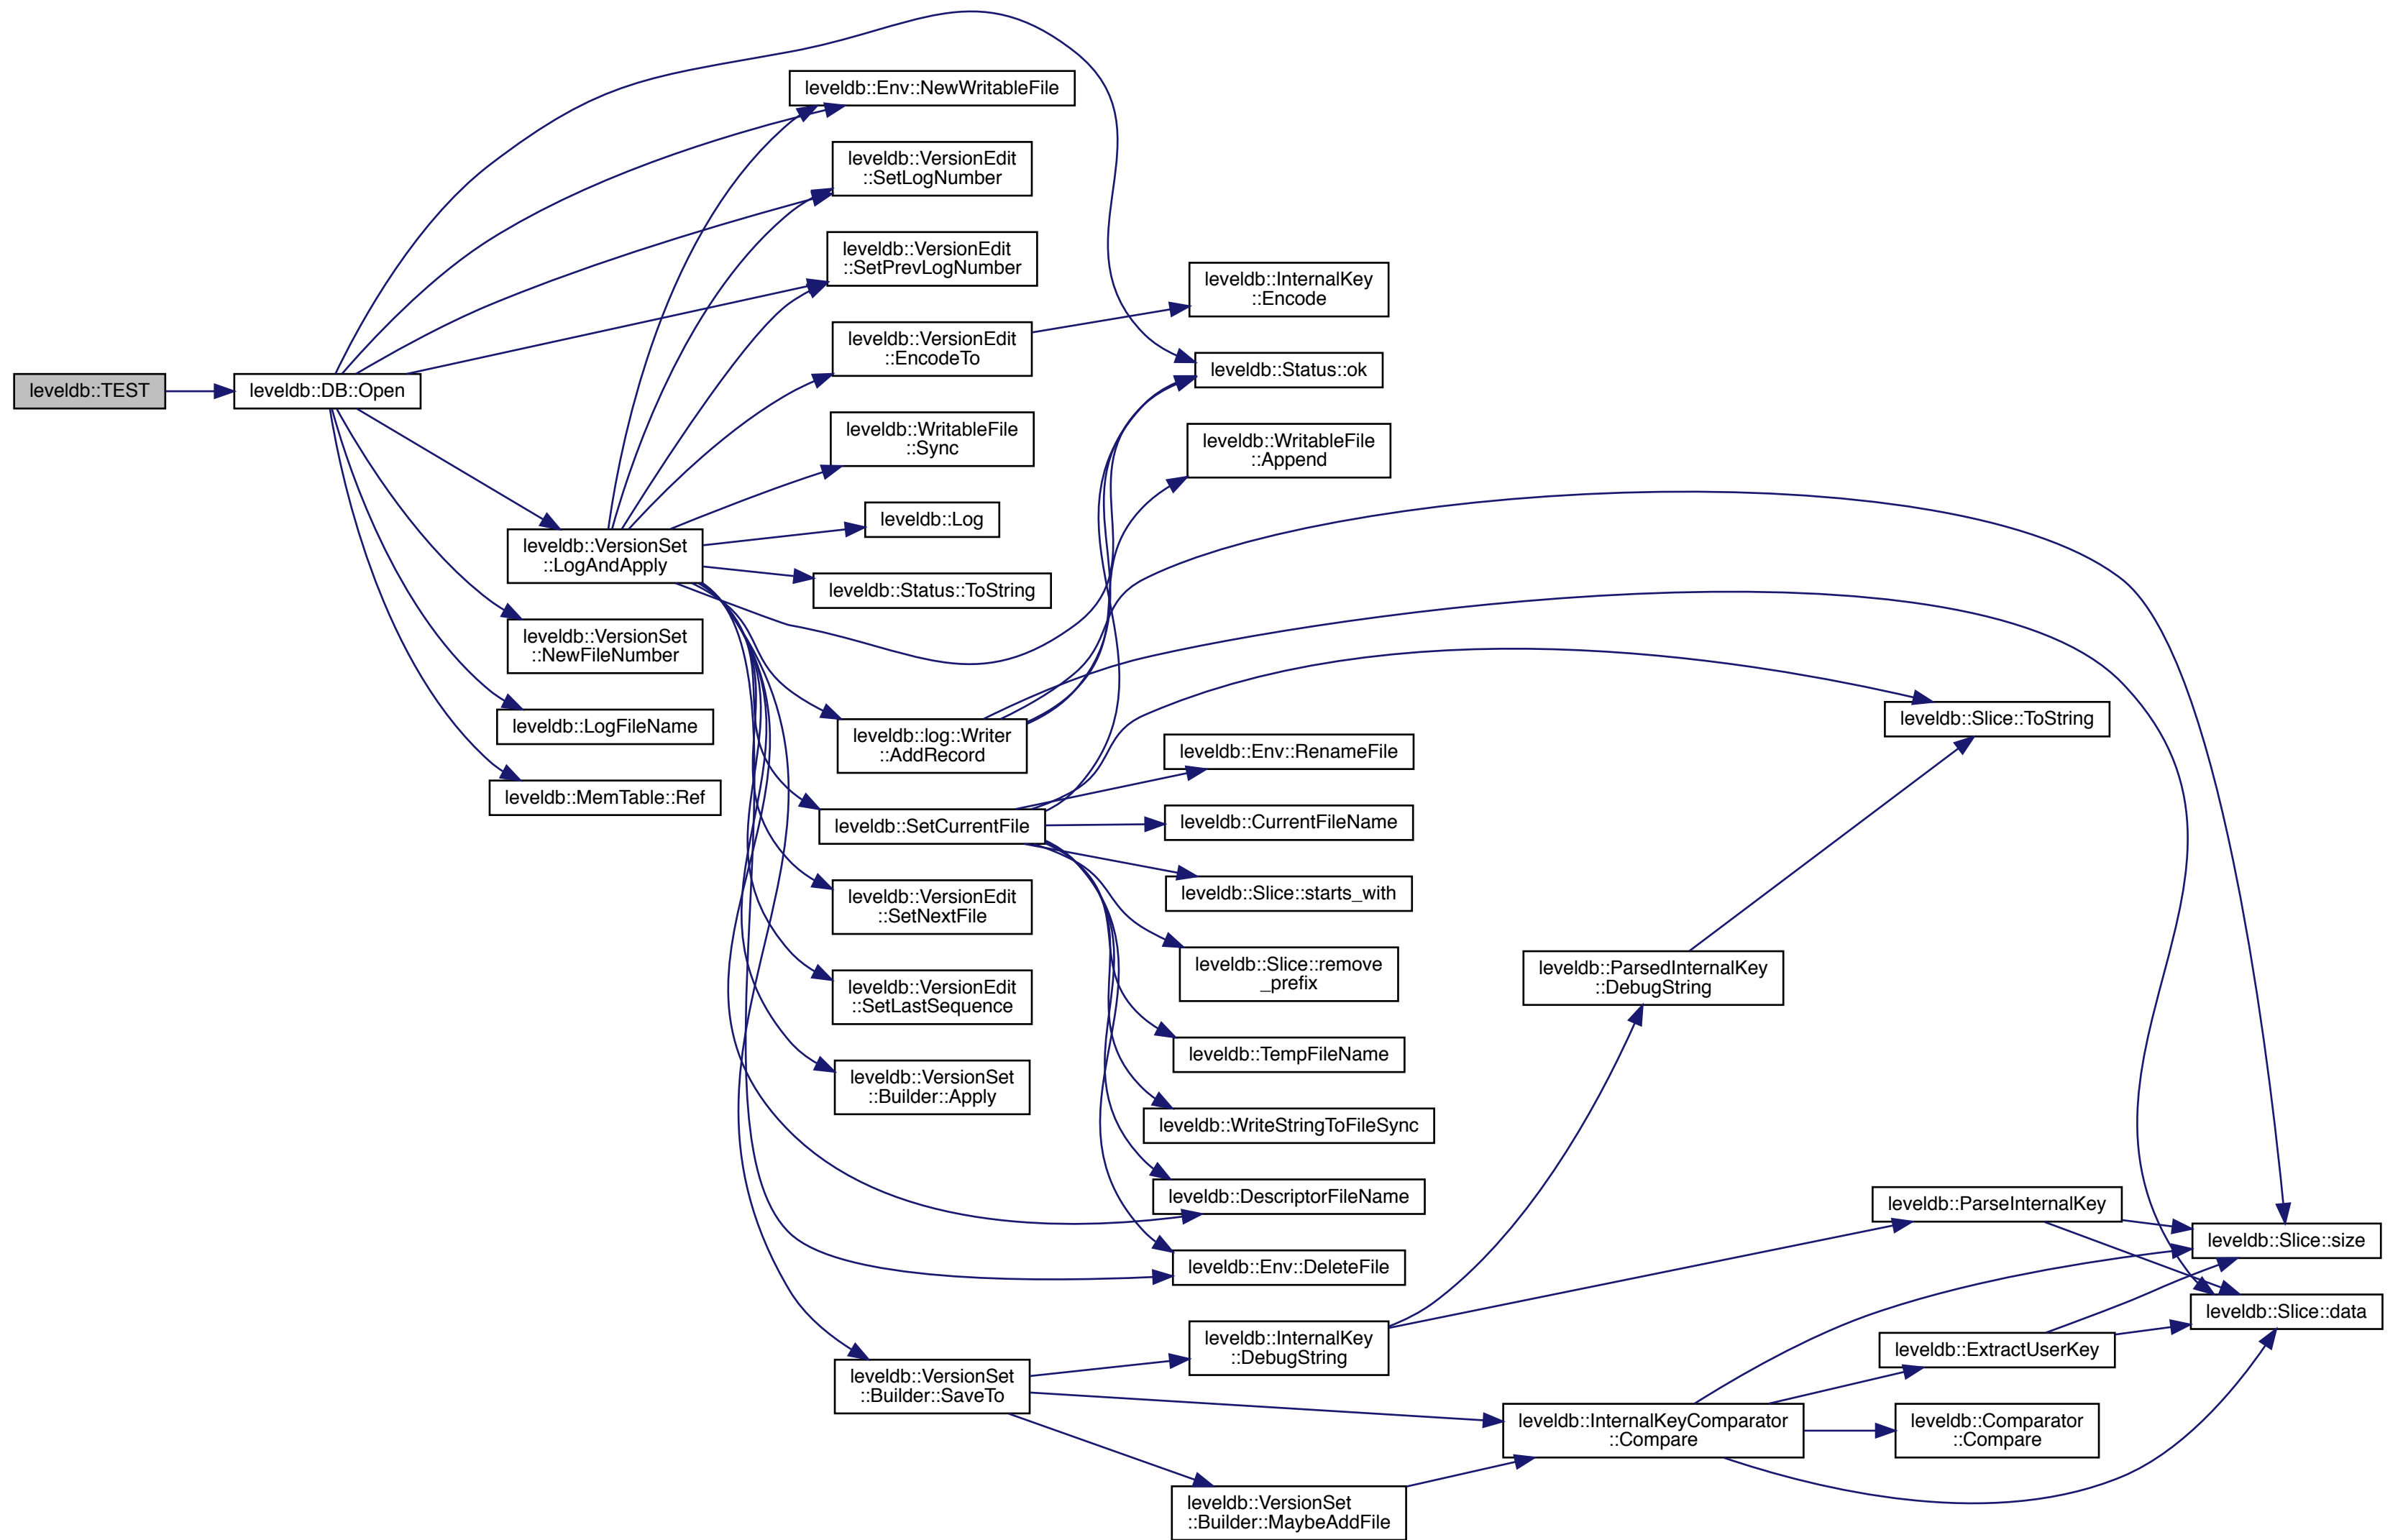 leveldb::TEST
leveldb::DB::Open
leveldb::VersionSet
::LogAndApply
leveldb::VersionSet
::NewFileNumber
leveldb::LogFileName
leveldb::MemTable::Ref
leveldb::Env::NewWritableFile
leveldb::VersionEdit
::SetLogNumber
leveldb::VersionEdit
::SetPrevLogNumber
leveldb::VersionEdit
::EncodeTo
leveldb::WritableFile
::Sync
leveldb::Log
leveldb::Status::ToString
leveldb::log::Writer
::AddRecord
leveldb::SetCurrentFile
leveldb::VersionEdit
::SetNextFile
leveldb::VersionEdit
::SetLastSequence
leveldb::VersionSet
::Builder::Apply
leveldb::VersionSet
::Builder::SaveTo
leveldb::InternalKey
::Encode
leveldb::Status::ok
leveldb::WritableFile
::Append
leveldb::Env::RenameFile
leveldb::CurrentFileName
leveldb::Slice::starts_with
leveldb::Slice::remove
_prefix
leveldb::TempFileName
leveldb::WriteStringToFileSync
leveldb::DescriptorFileName
leveldb::Env::DeleteFile
leveldb::InternalKey
::DebugString
leveldb::VersionSet
::Builder::MaybeAddFile
leveldb::ParsedInternalKey
::DebugString
leveldb::InternalKeyComparator
::Compare
leveldb::Slice::ToString
leveldb::ParseInternalKey
leveldb::ExtractUserKey
leveldb::Comparator
::Compare
leveldb::Slice::size
leveldb::Slice::data